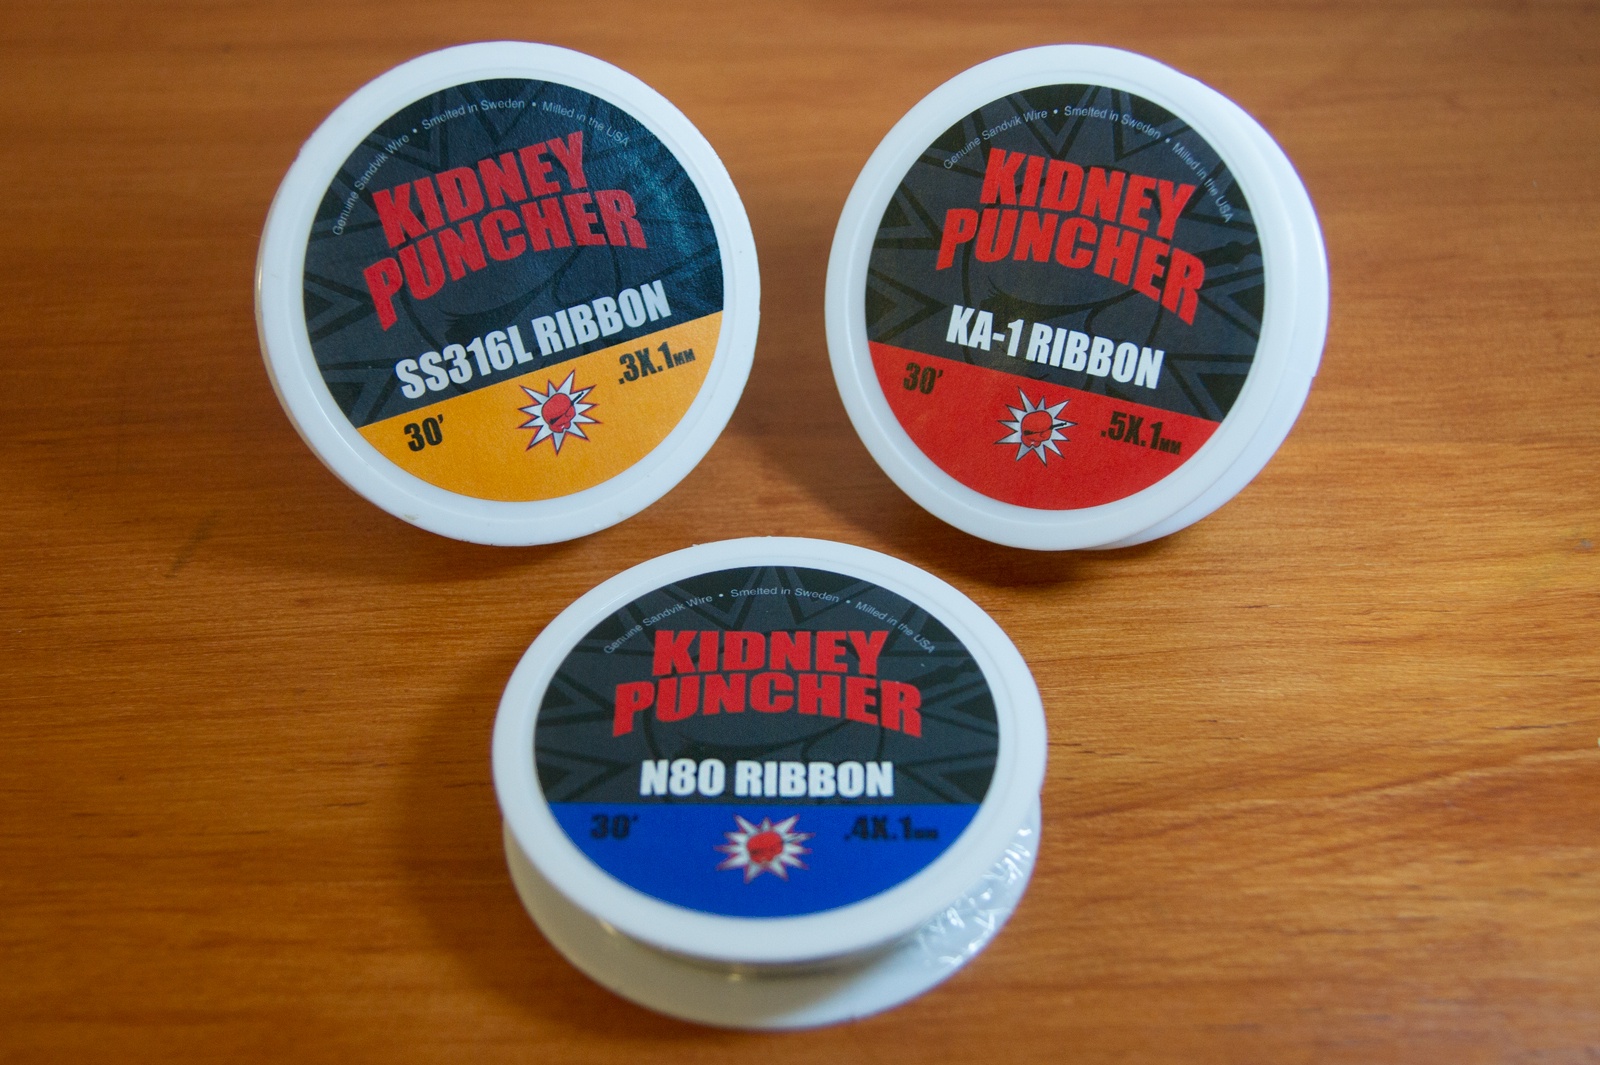 Genuine Sandvik Wire • Smelted in Sweden • Milled in the USA
KIDNEY
PUNCHER
SS316L RIBBON
30' .3X.1MM
Genuine Sandvik Wire • Smelted in Sweden • Milled in the USA
KIDNEY
PUNCHER
KA-1 RIBBON
30' .5X.1MM
Genuine Sandvik Wire • Smelted in Sweden • Milled in the USA
KIDNEY
PUNCHER
N80 RIBBON
30' .4X.1MM